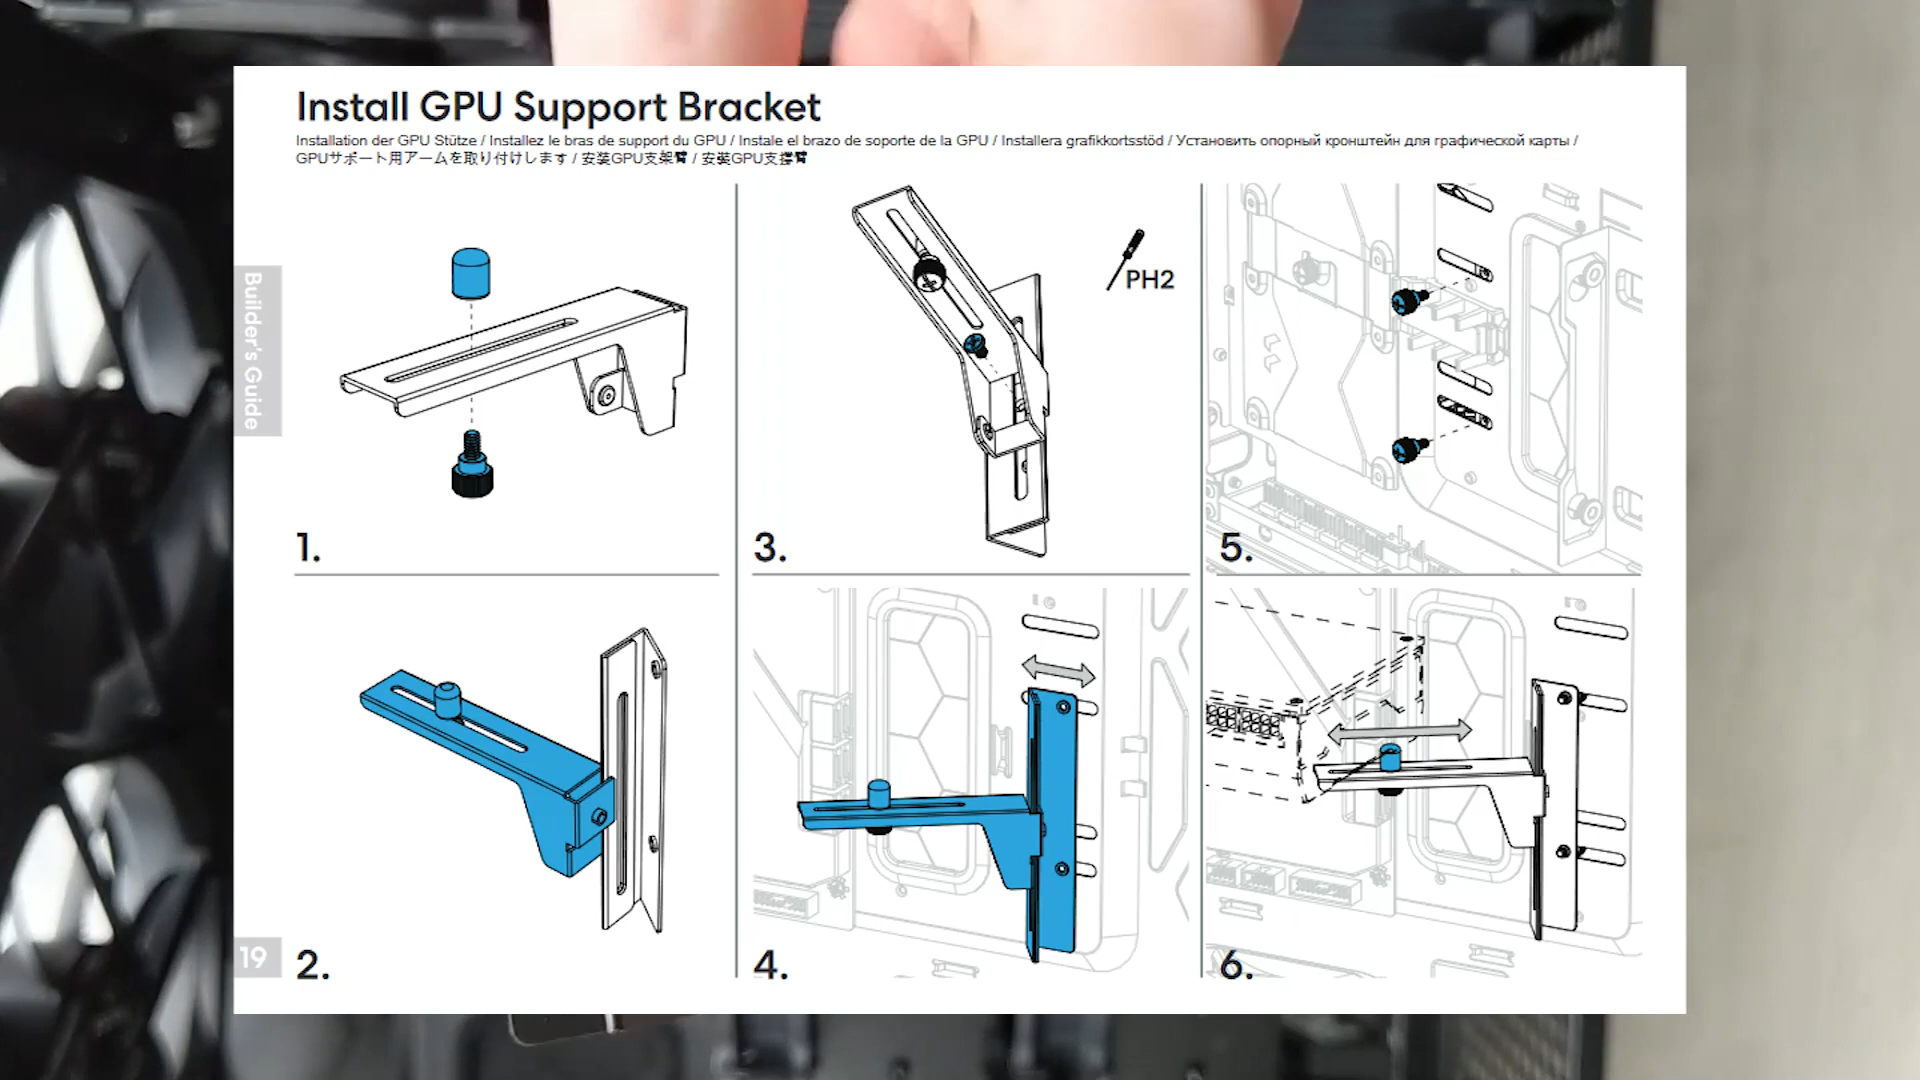 Install GPU Support Bracket
Installation der GPU Stütze / Installez le bras de support du GPU / Instale el brazo de soporte de la GPU / Installera grafikkortsstöd / Установить опорный кронштейн для графической карты /
GPUサポート用アームを取り付けします / 安装GPU支架臂 / 安裝GPU支撐臂
Builder's Guide
1.
3.
PH2
5.
2.
4.
6.
19